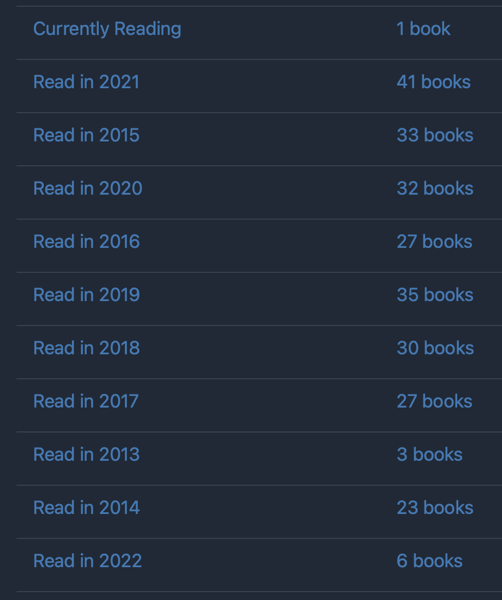 Currently Reading 1 book
Read in 2021 41 books
Read in 2015 33 books
Read in 2020 32 books
Read in 2016 27 books
Read in 2019 35 books
Read in 2018 30 books
Read in 2017 27 books
Read in 2013 3 books
Read in 2014 23 books
Read in 2022 6 books